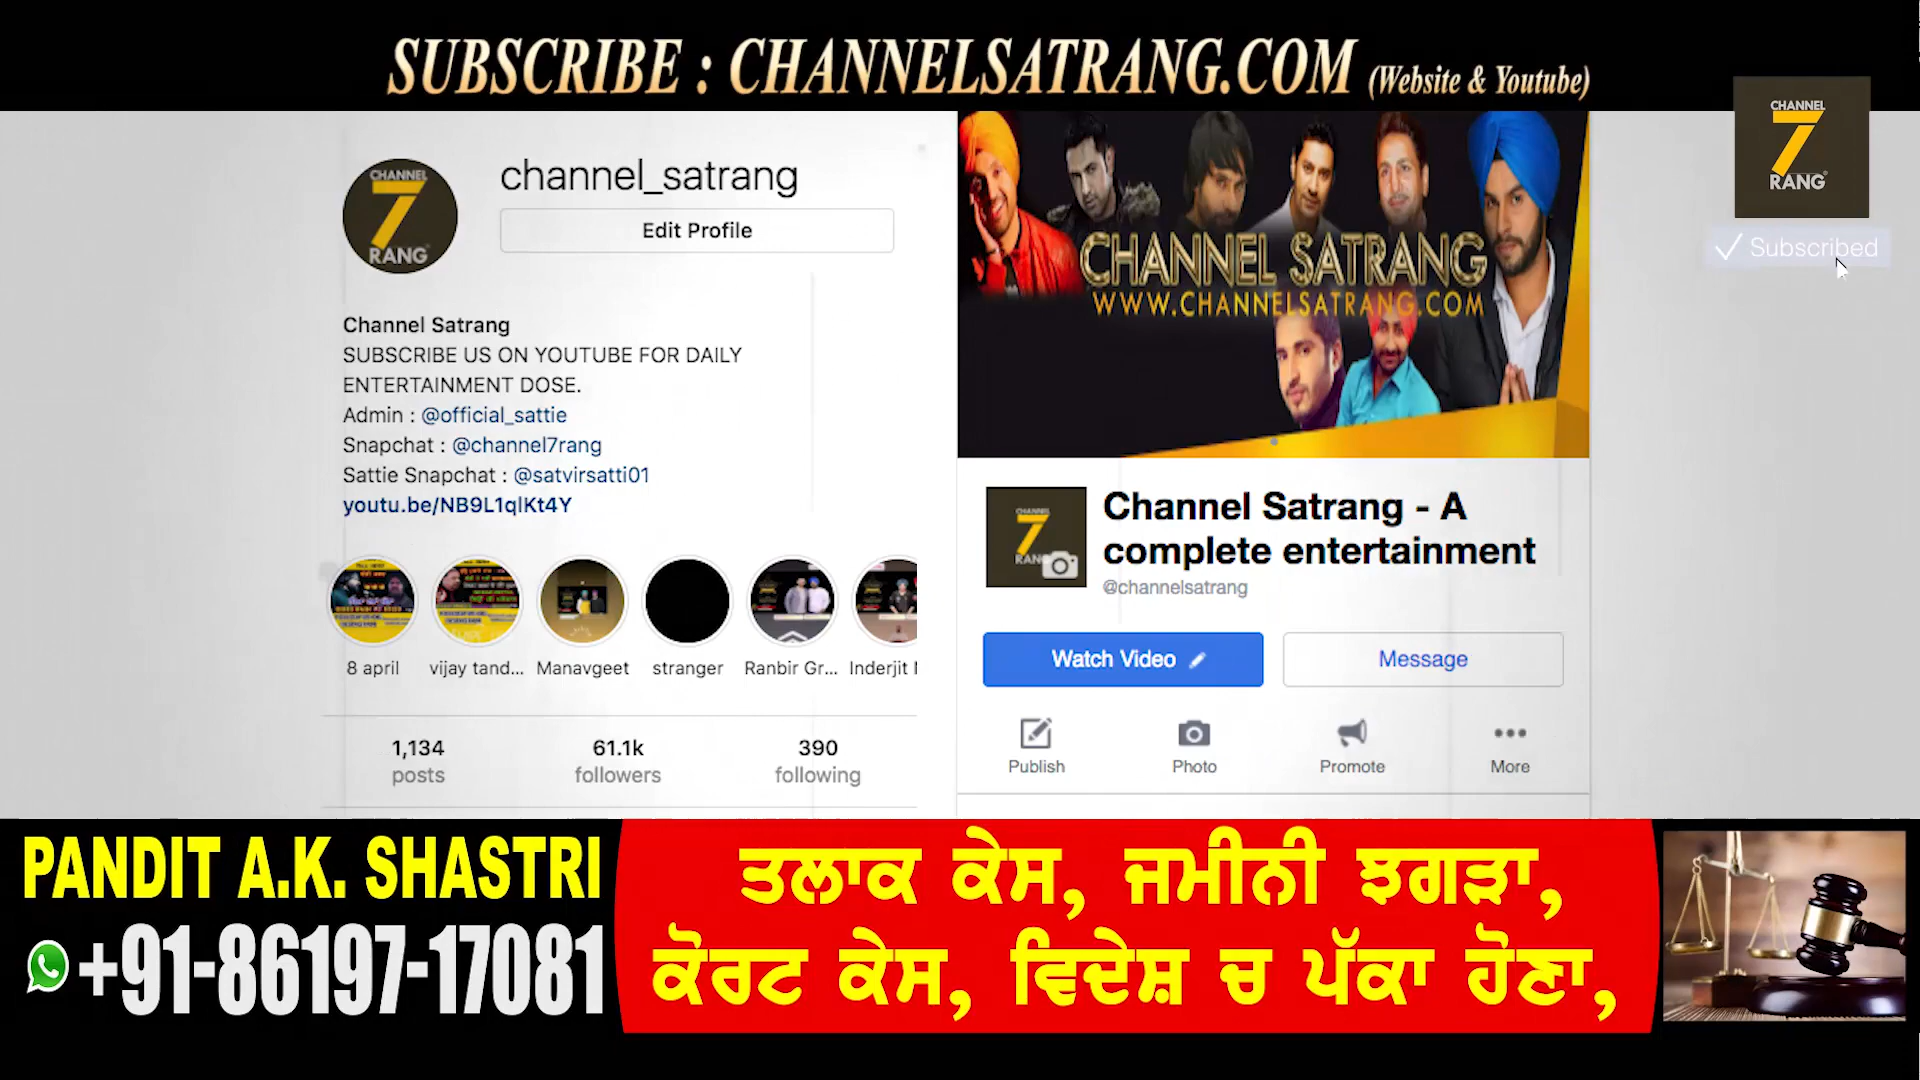 SUBSCRIBE : CHANNELSATRANG.COM (Website & Youtube)
CHANNEL
7
RANG
✓ Subscribed
CHANNEL
7
RANG
channel_satrang
Edit Profile
Channel Satrang
SUBSCRIBE US ON YOUTUBE FOR DAILY
ENTERTAINMENT DOSE.
Admin : @official_sattie
Snapchat : @channel7rang
Sattie Snapchat : @satvirsatti01
youtu.be/NB9L1qlKt4Y
8 april
vijay tand...
Manavgeet
stranger
Ranbir Gr...
Inderjit
1,134
posts
61.1k
followers
390
following
CHANNEL SATRANG
WWW.CHANNELSATRANG.COM
CHANNEL
7
RANG
Channel Satrang - A
complete entertainment
@channelsatrang
Watch Video
Message
Publish
Photo
Promote
More
PANDIT A.K. SHASTRI
+91-86197-17081
ਤਲਾਕ ਕੇਸ, ਜਮੀਨੀ ਝਗੜਾ,
ਕੋਰਟ ਕੇਸ, ਵਿਦੇਸ਼ ਚ ਪੱਕਾ ਹੋਣਾ,